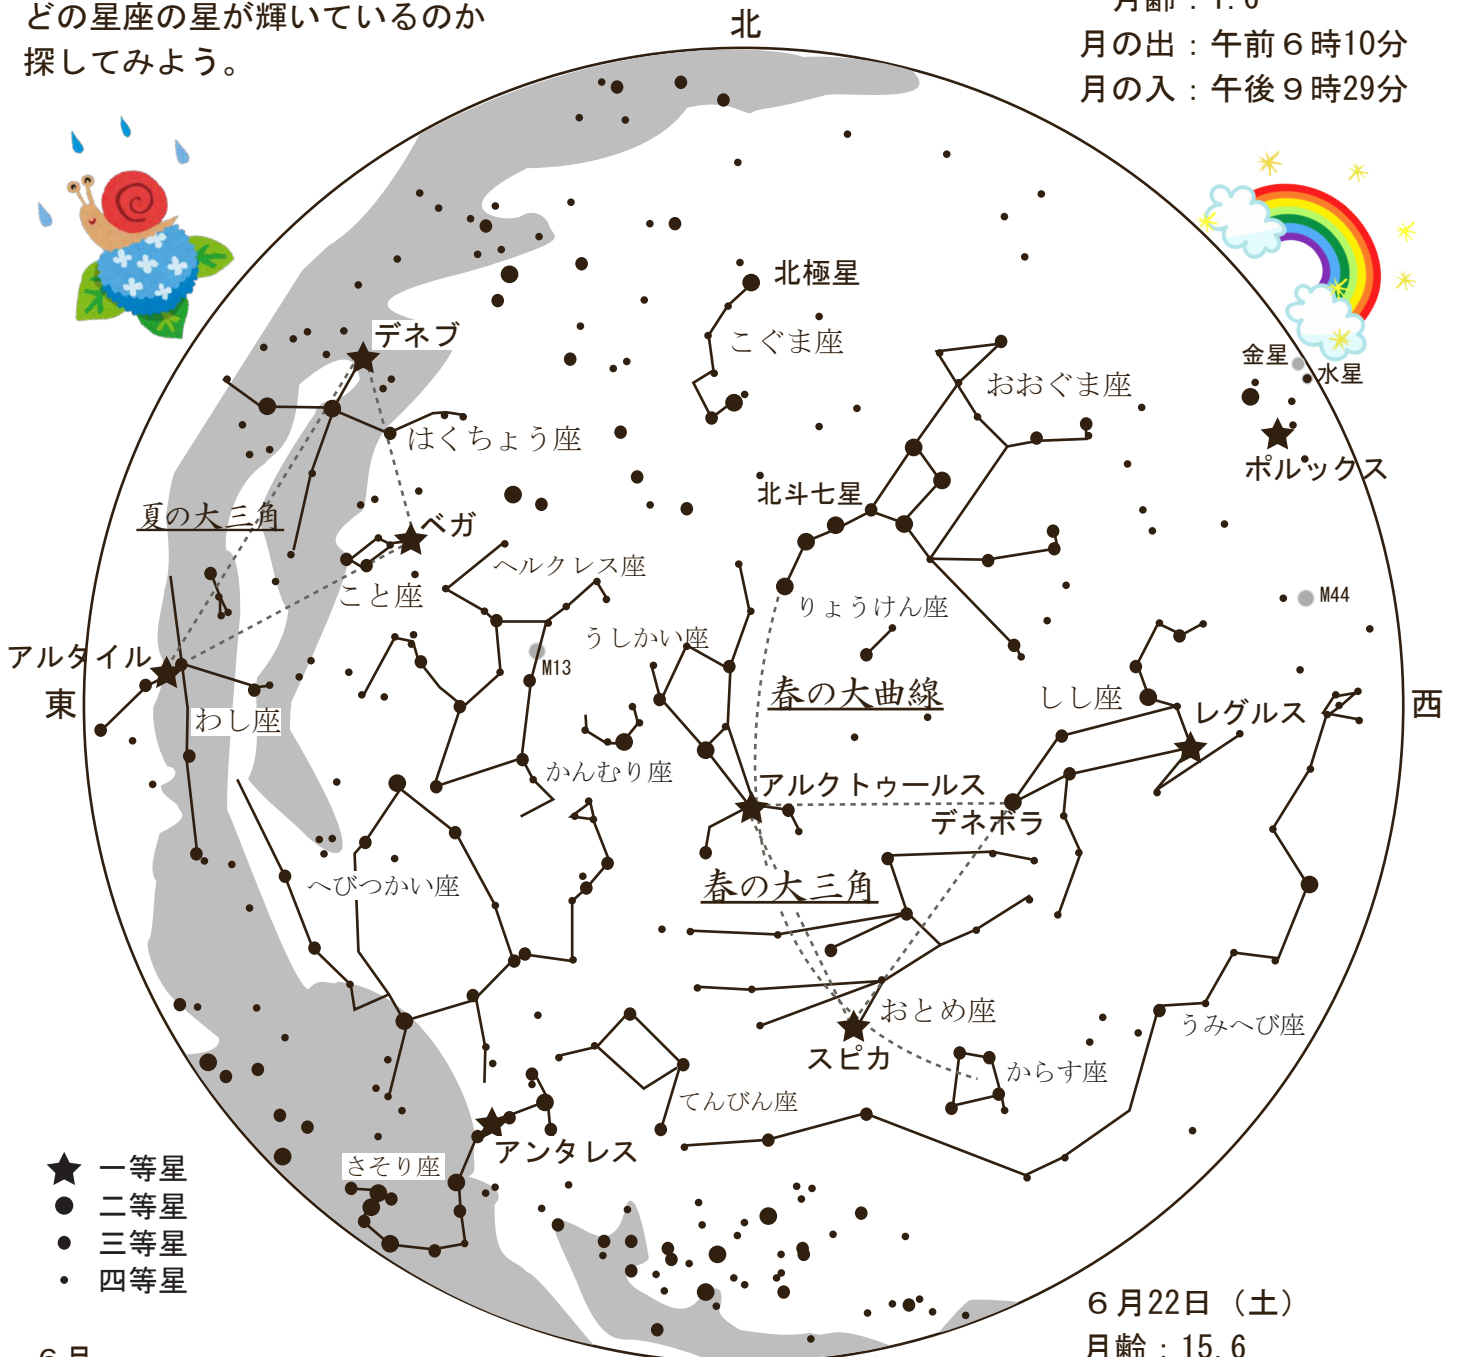 どの星座の星が輝いているのか
探してみよう。
北
月齢：1.6
月の出：午前６時10分
月の入：午後９時29分
北極星
こぐま座
デネブ
はくちょう座
おおぐま座
金星
水星
ポルックス
北斗七星
夏の大三角
ベガ
こと座
ヘルクレス座
りょうけん座
M44
うしかい座
M13
アルタイル
東
わし座
春の大曲線
しし座
レグルス
西
かんむり座
アルクトゥールス
デネボラ
へびつかい座
春の大三角
おとめ座
スピカ
うみへび座
からす座
てんびん座
アンタレス
さそり座
一等星
二等星
三等星
四等星
６月22日（土）
月齢：15.6
６月